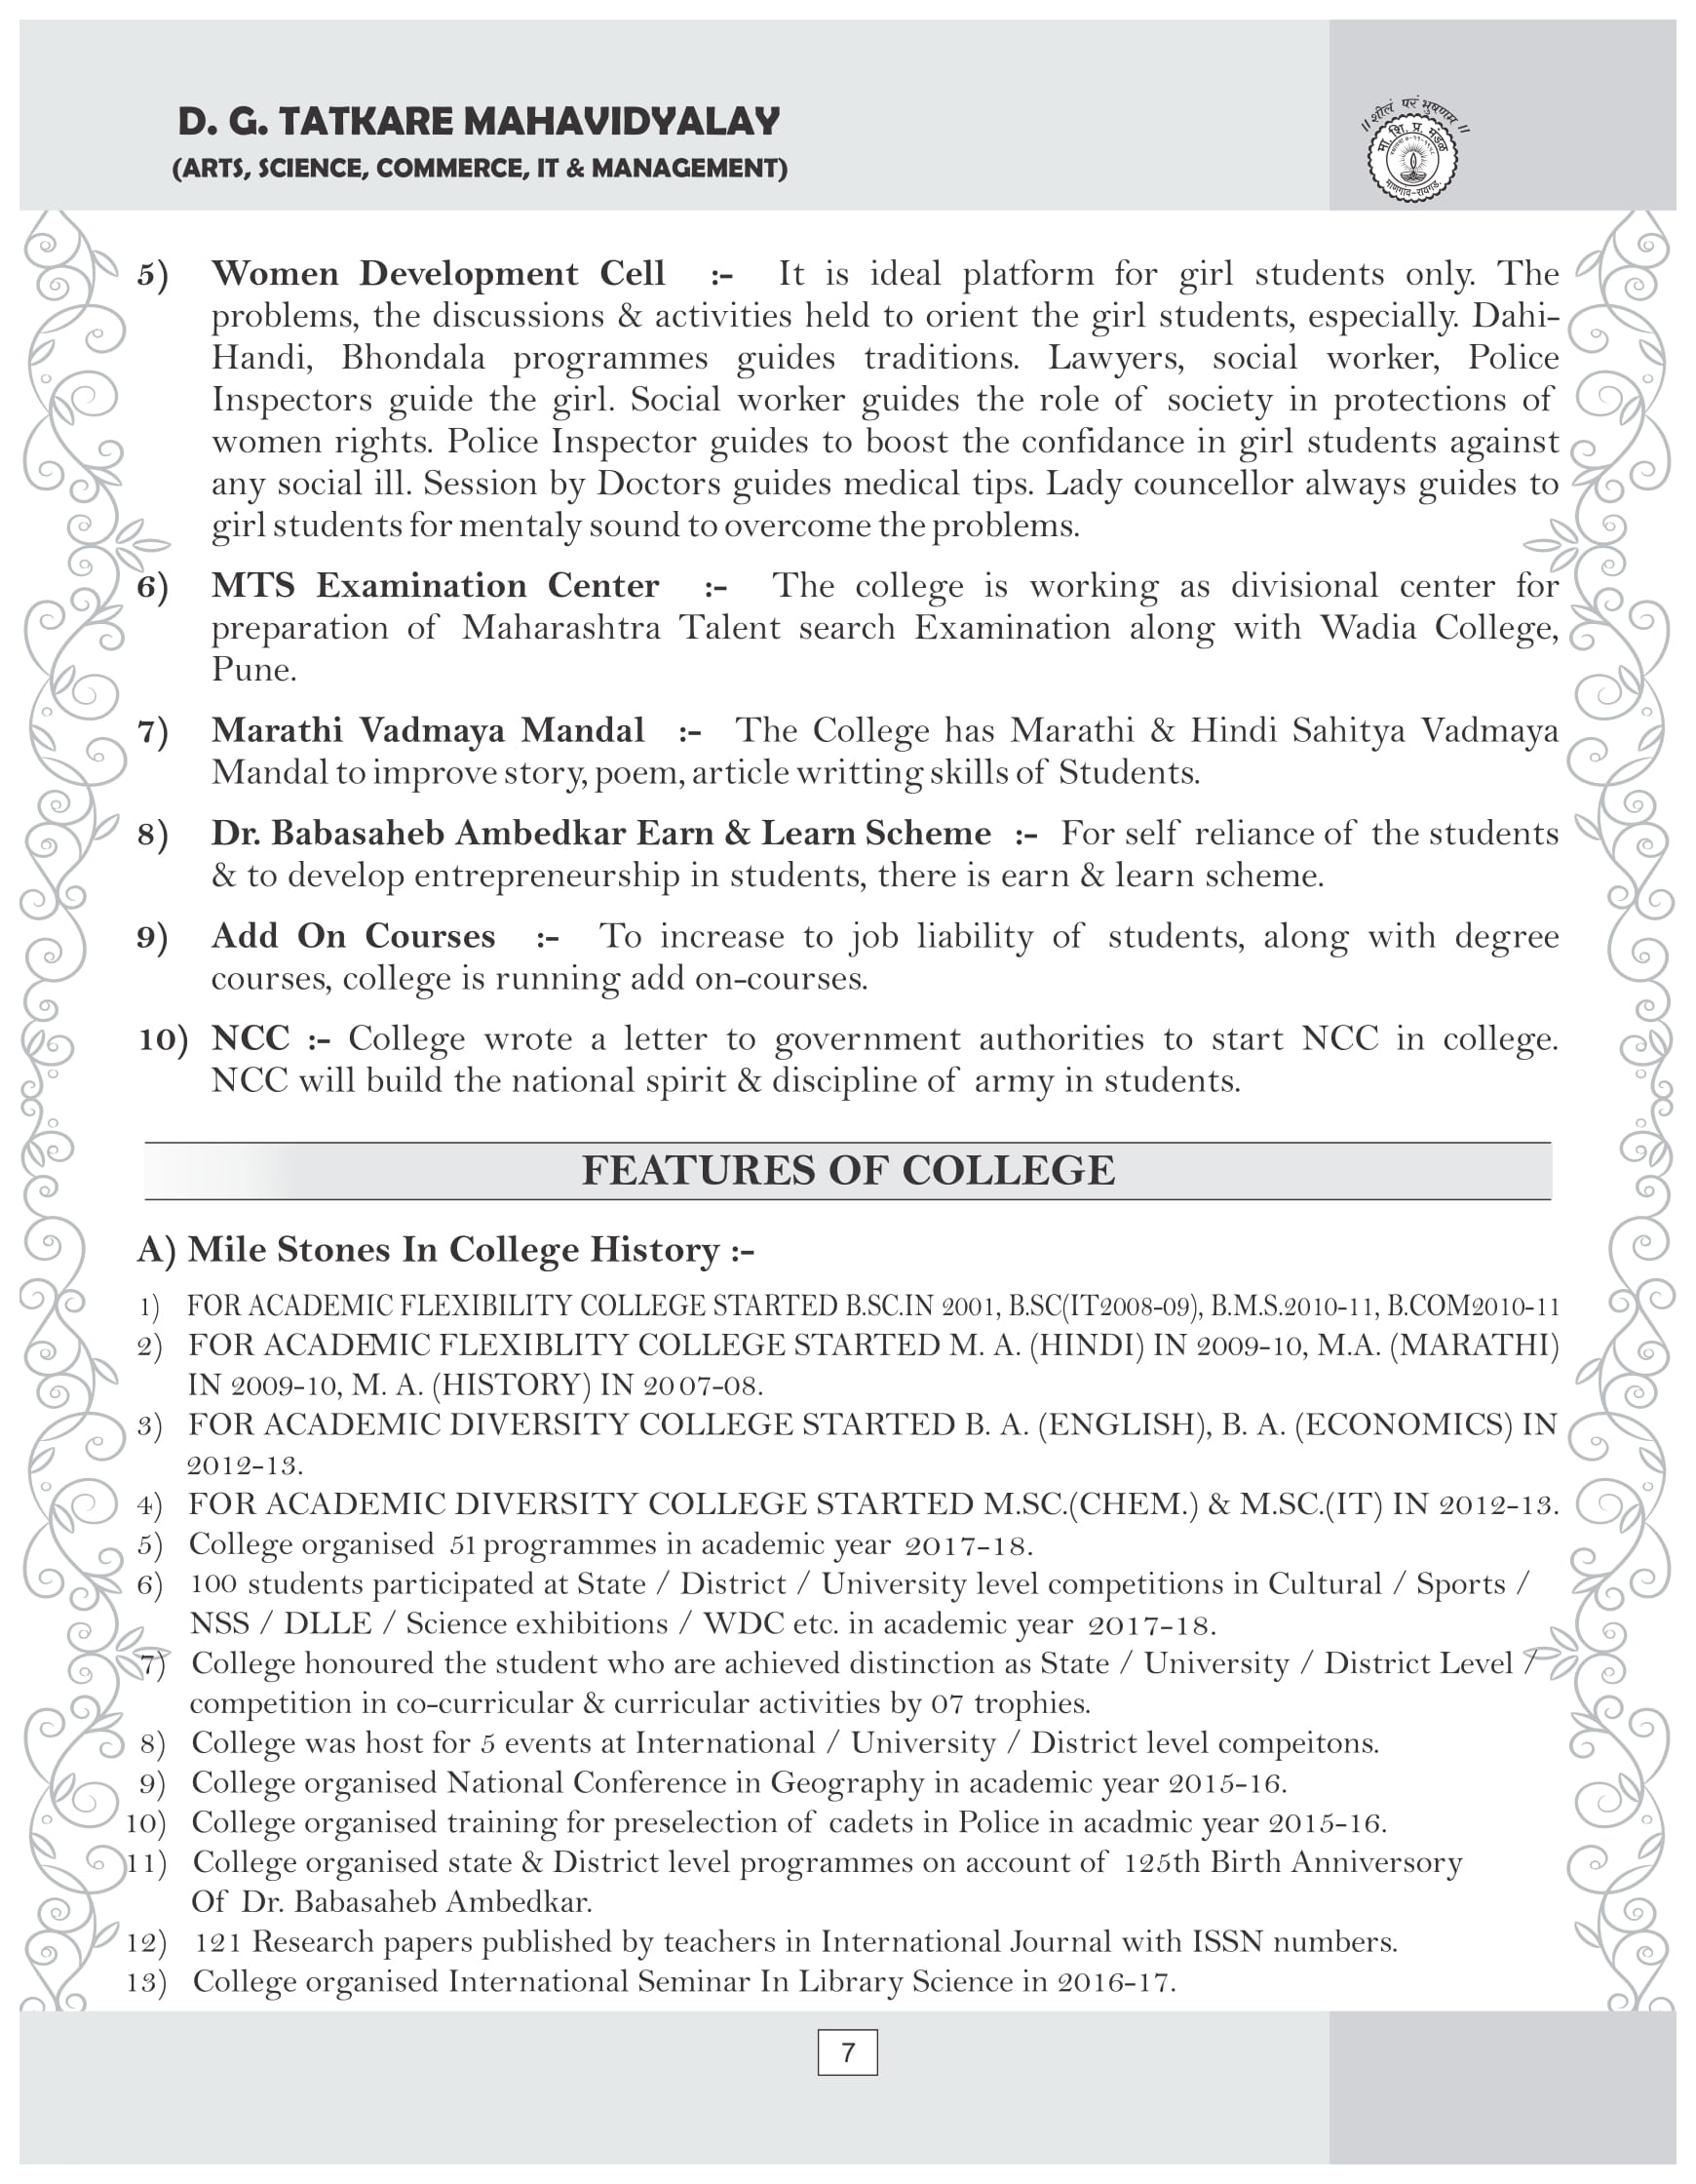 D. G. TATKARE MAHAVIDYALAY
(ARTS, SCIENCE, COMMERCE, IT & MANAGEMENT)
॥ शीलं परं भुषणम ॥
मा. शि. प्र. मंडळ
माणगाव-रायगड.
5) Women Development Cell :- It is ideal platform for girl students only. The
problems, the discussions & activities held to orient the girl students, especially. Dahi-
Handi, Bhondala programmes guides traditions. Lawyers, social worker, Police
Inspectors guide the girl. Social worker guides the role of society in protections of
women rights. Police Inspector guides to boost the confidance in girl students against
any social ill. Session by Doctors guides medical tips. Lady councellor always guides to
girl students for mentaly sound to overcome the problems.
6) MTS Examination Center :- The college is working as divisional center for
preparation of Maharashtra Talent search Examination along with Wadia College,
Pune.
7) Marathi Vadmaya Mandal :- The College has Marathi & Hindi Sahitya Vadmaya
Mandal to improve story, poem, article writting skills of Students.
8) Dr. Babasaheb Ambedkar Earn & Learn Scheme :- For self reliance of the students
& to develop entrepreneurship in students, there is earn & learn scheme.
9) Add On Courses :- To increase to job liability of students, along with degree
courses, college is running add on-courses.
10) NCC :- College wrote a letter to government authorities to start NCC in college.
NCC will build the national spirit & discipline of army in students.
FEATURES OF COLLEGE
A) Mile Stones In College History :-
1) FOR ACADEMIC FLEXIBILITY COLLEGE STARTED B.SC.IN 2001, B.SC(IT2008-09), B.M.S.2010-11, B.COM2010-11
2) FOR ACADEMIC FLEXIBLITY COLLEGE STARTED M. A. (HINDI) IN 2009-10, M.A. (MARATHI)
IN 2009-10, M. A. (HISTORY) IN 2007-08.
3) FOR ACADEMIC DIVERSITY COLLEGE STARTED B. A. (ENGLISH), B. A. (ECONOMICS) IN
2012-13.
4) FOR ACADEMIC DIVERSITY COLLEGE STARTED M.SC.(CHEM.) & M.SC.(IT) IN 2012-13.
5) College organised 51 programmes in academic year 2017-18.
6) 100 students participated at State / District / University level competitions in Cultural / Sports /
NSS / DLLE / Science exhibitions / WDC etc. in academic year 2017-18.
7) College honoured the student who are achieved distinction as State / University / District Level /
competition in co-curricular & curricular activities by 07 trophies.
8) College was host for 5 events at International / University / District level compeitons.
9) College organised National Conference in Geography in academic year 2015-16.
10) College organised training for preselection of cadets in Police in acadmic year 2015-16.
11) College organised state & District level programmes on account of 125th Birth Anniversory
Of Dr. Babasaheb Ambedkar.
12) 121 Research papers published by teachers in International Journal with ISSN numbers.
13) College organised International Seminar In Library Science in 2016-17.
7